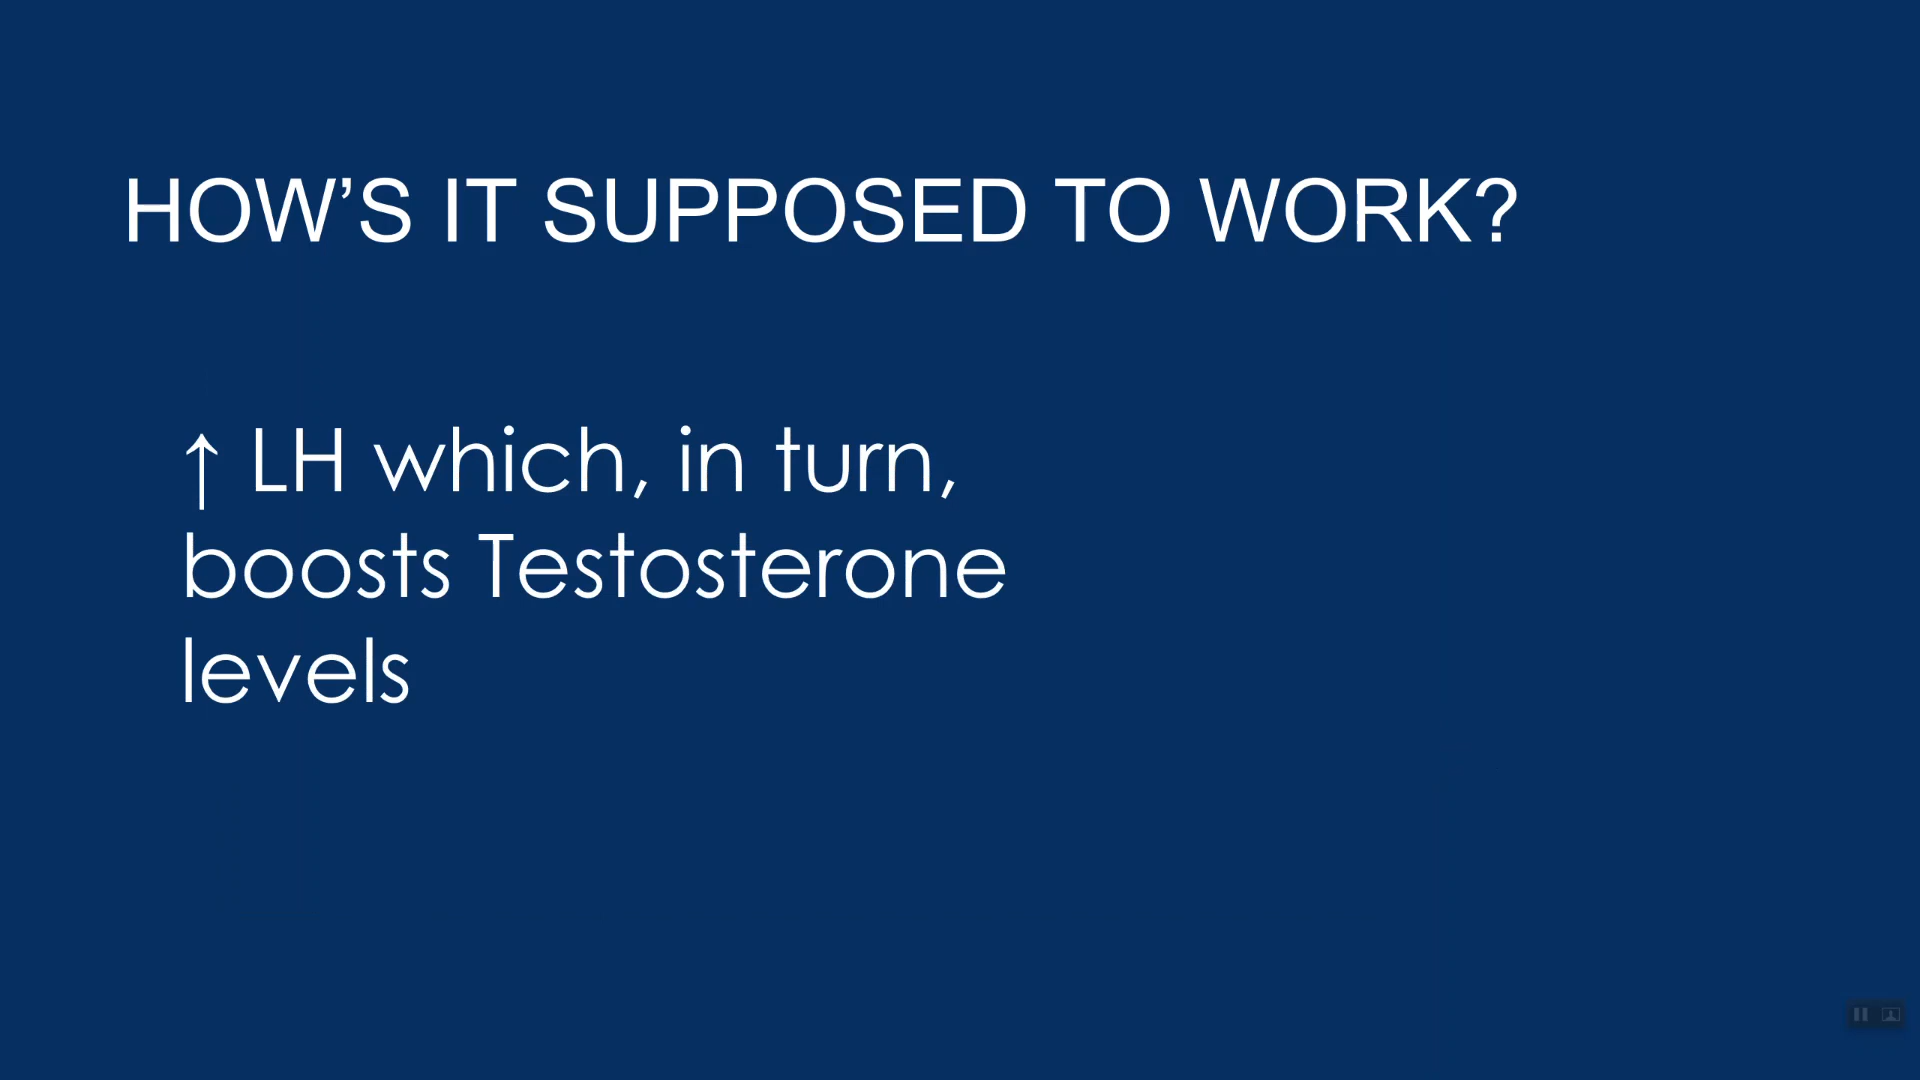 HOW’S IT SUPPOSED TO WORK?
↑ LH which, in turn,
boosts Testosterone
levels